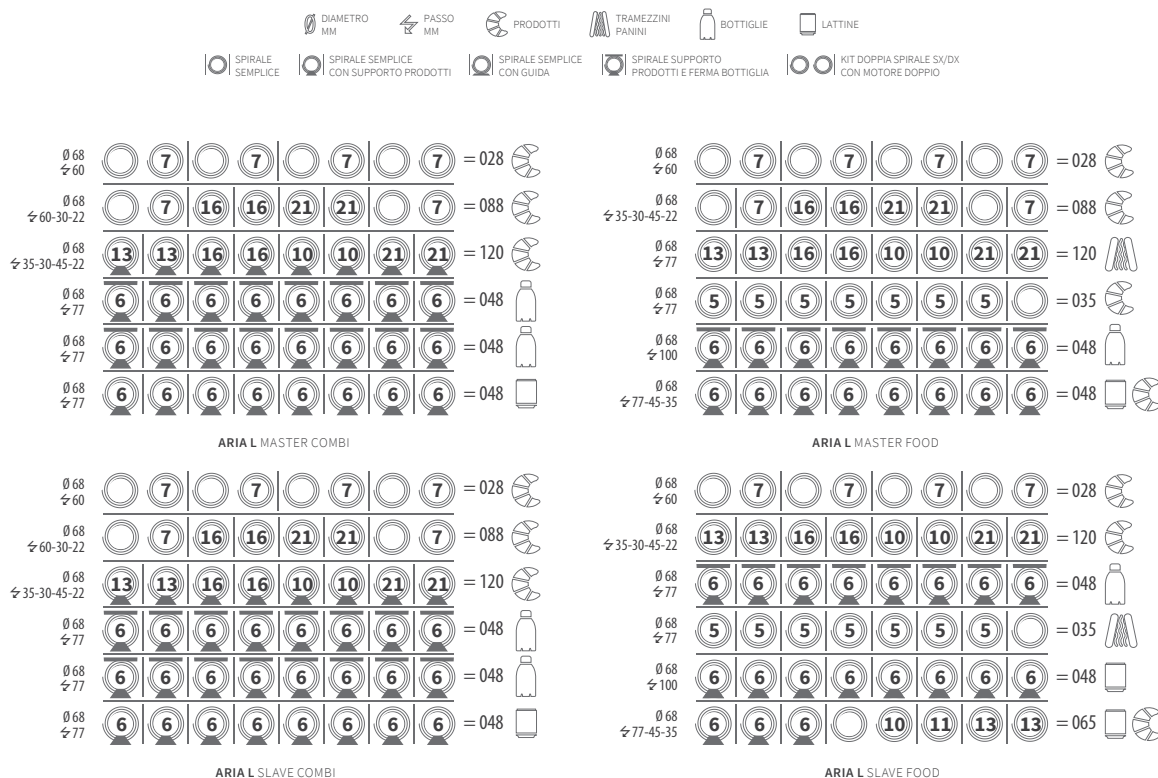 DIAMETRO
MM
PASSO
MM
PRODOTTI
TRAMEZZINI
PANINI
BOTTIGLIE
LATTINE
SPIRALE
SEMPLICE
SPIRALE SEMPLICE
CON SUPPORTO PRODOTTI
SPIRALE SEMPLICE
CON GUIDA
SPIRALE SUPPORTO
PRODOTTI E FERMA BOTTIGLIA
KIT DOPPIA SPIRALE SX/DX
CON MOTORE DOPPIO
Ø 68
60
7 7 7 7 = 028
Ø 68
60-30-22
7 16 16 21 21 7 = 088
Ø 68
35-30-45-22
13 13 16 16 10 10 21 21 = 120
Ø 68
77
6 6 6 6 6 6 6 6 = 048
Ø 68
77
6 6 6 6 6 6 6 6 = 048
Ø 68
77
6 6 6 6 6 6 6 6 = 048
ARIA L MASTER COMBI
Ø 68
60
7 7 7 7 = 028
Ø 68
35-30-45-22
7 16 16 21 21 7 = 088
Ø 68
77
13 13 16 16 10 10 21 21 = 120
Ø 68
77
5 5 5 5 5 5 5 = 035
Ø 68
100
6 6 6 6 6 6 6 6 = 048
Ø 68
77-45-35
6 6 6 6 6 6 6 6 = 048
ARIA L MASTER FOOD
Ø 68
60
7 7 7 7 = 028
Ø 68
60-30-22
7 16 16 21 21 7 = 088
Ø 68
35-30-45-22
13 13 16 16 10 10 21 21 = 120
Ø 68
77
6 6 6 6 6 6 6 6 = 048
Ø 68
77
6 6 6 6 6 6 6 6 = 048
Ø 68
77
6 6 6 6 6 6 6 6 = 048
ARIA L SLAVE COMBI
Ø 68
60
7 7 7 7 = 028
Ø 68
35-30-45-22
13 13 16 16 10 10 21 21 = 120
Ø 68
77
6 6 6 6 6 6 6 6 = 048
Ø 68
77
5 5 5 5 5 5 5 = 035
Ø 68
100
6 6 6 6 6 6 6 6 = 048
Ø 68
77-45-35
6 6 6 10 11 13 13 = 065
ARIA L SLAVE FOOD